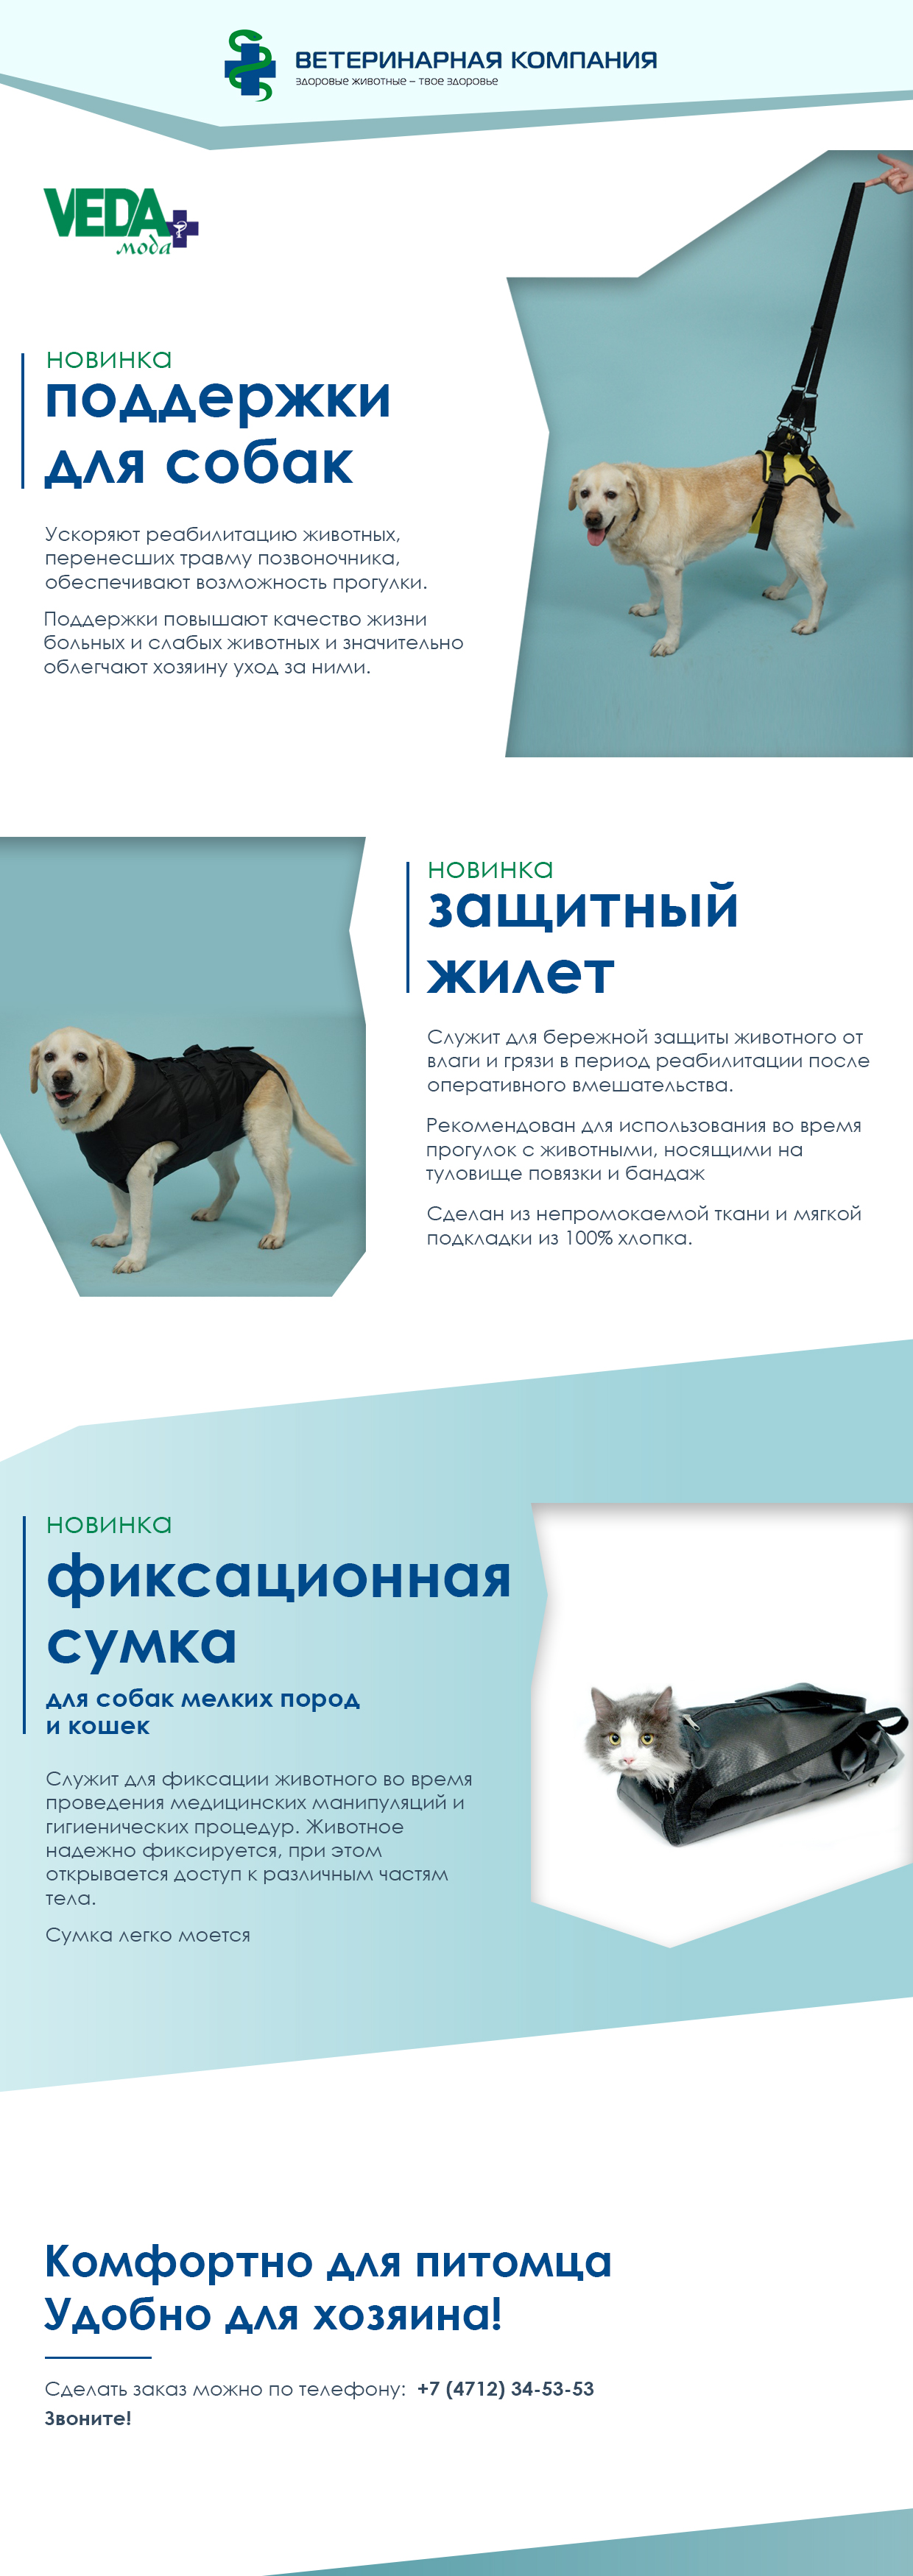 ВЕТЕРИНАРНАЯ КОМПАНИЯ
здоровые животные – твое здоровье
VEDA
мода
новинка
поддержки
для собак
Ускоряют реабилитацию животных,
перенесших травму позвоночника,
обеспечивают возможность прогулки.
Поддержки повышают качество жизни
больных и слабых животных и значительно
облегчают хозяину уход за ними.
новинка
защитный
жилет
Служит для бережной защиты животного от
влаги и грязи в период реабилитации после
оперативного вмешательства.
Рекомендован для использования во время
прогулок с животными, носящими на
туловище повязки и бандаж
Сделан из непромокаемой ткани и мягкой
подкладки из 100% хлопка.
новинка
фиксационная
сумка
для собак мелких пород
и кошек
Служит для фиксации животного во время
проведения медицинских манипуляций и
гигиенических процедур. Животное
надежно фиксируется, при этом
открывается доступ к различным частям
тела.
Сумка легко моется
Комфортно для питомца
Удобно для хозяина!
Сделать заказ можно по телефону: +7 (4712) 34-53-53
Звоните!